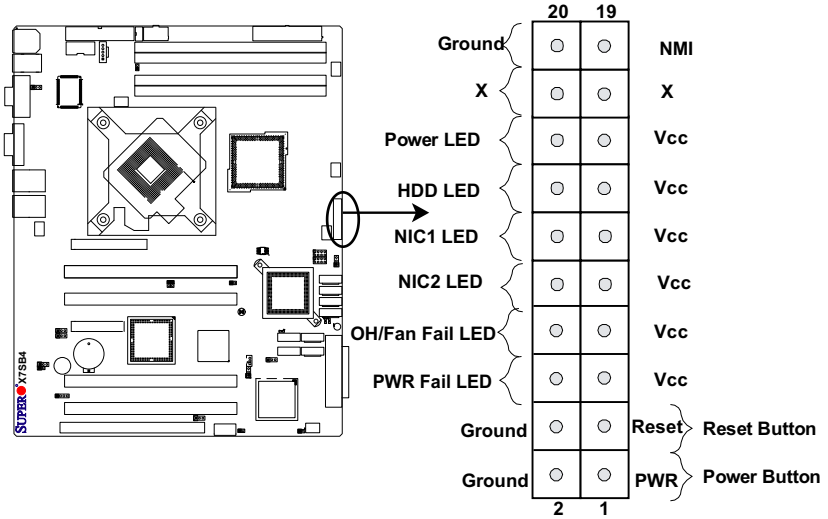 20 19
Ground NMI
X X
Power LED Vcc
HDD LED Vcc
NIC1 LED Vcc
NIC2 LED Vcc
OH/Fan Fail LED Vcc
PWR Fail LED Vcc
Ground Reset Reset Button
Ground PWR Power Button
2 1
SUPER X7SB4